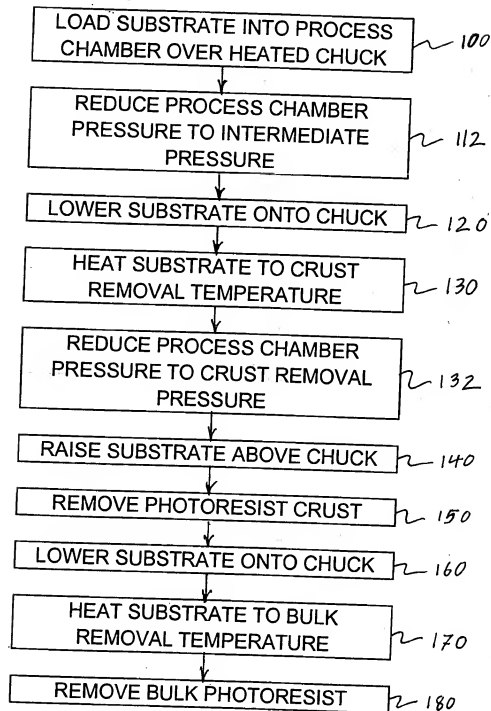 LOAD SUBSTRATE INTO PROCESS
CHAMBER OVER HEATED CHUCK
100
REDUCE PROCESS CHAMBER
PRESSURE TO INTERMEDIATE
PRESSURE
112
LOWER SUBSTRATE ONTO CHUCK
120
HEAT SUBSTRATE TO CRUST
REMOVAL TEMPERATURE
130
REDUCE PROCESS CHAMBER
PRESSURE TO CRUST REMOVAL
PRESSURE
132
RAISE SUBSTRATE ABOVE CHUCK
140
REMOVE PHOTORESIST CRUST
150
LOWER SUBSTRATE ONTO CHUCK
160
HEAT SUBSTRATE TO BULK
REMOVAL TEMPERATURE
170
REMOVE BULK PHOTORESIST
180